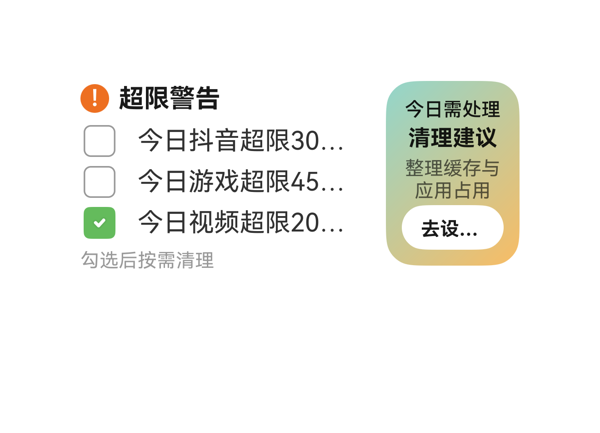 超限警告
今日抖音超限30...
今日游戏超限45...
今日视频超限20...
勾选后按需清理
今日需处理
清理建议
整理缓存与
应用占用
去设...